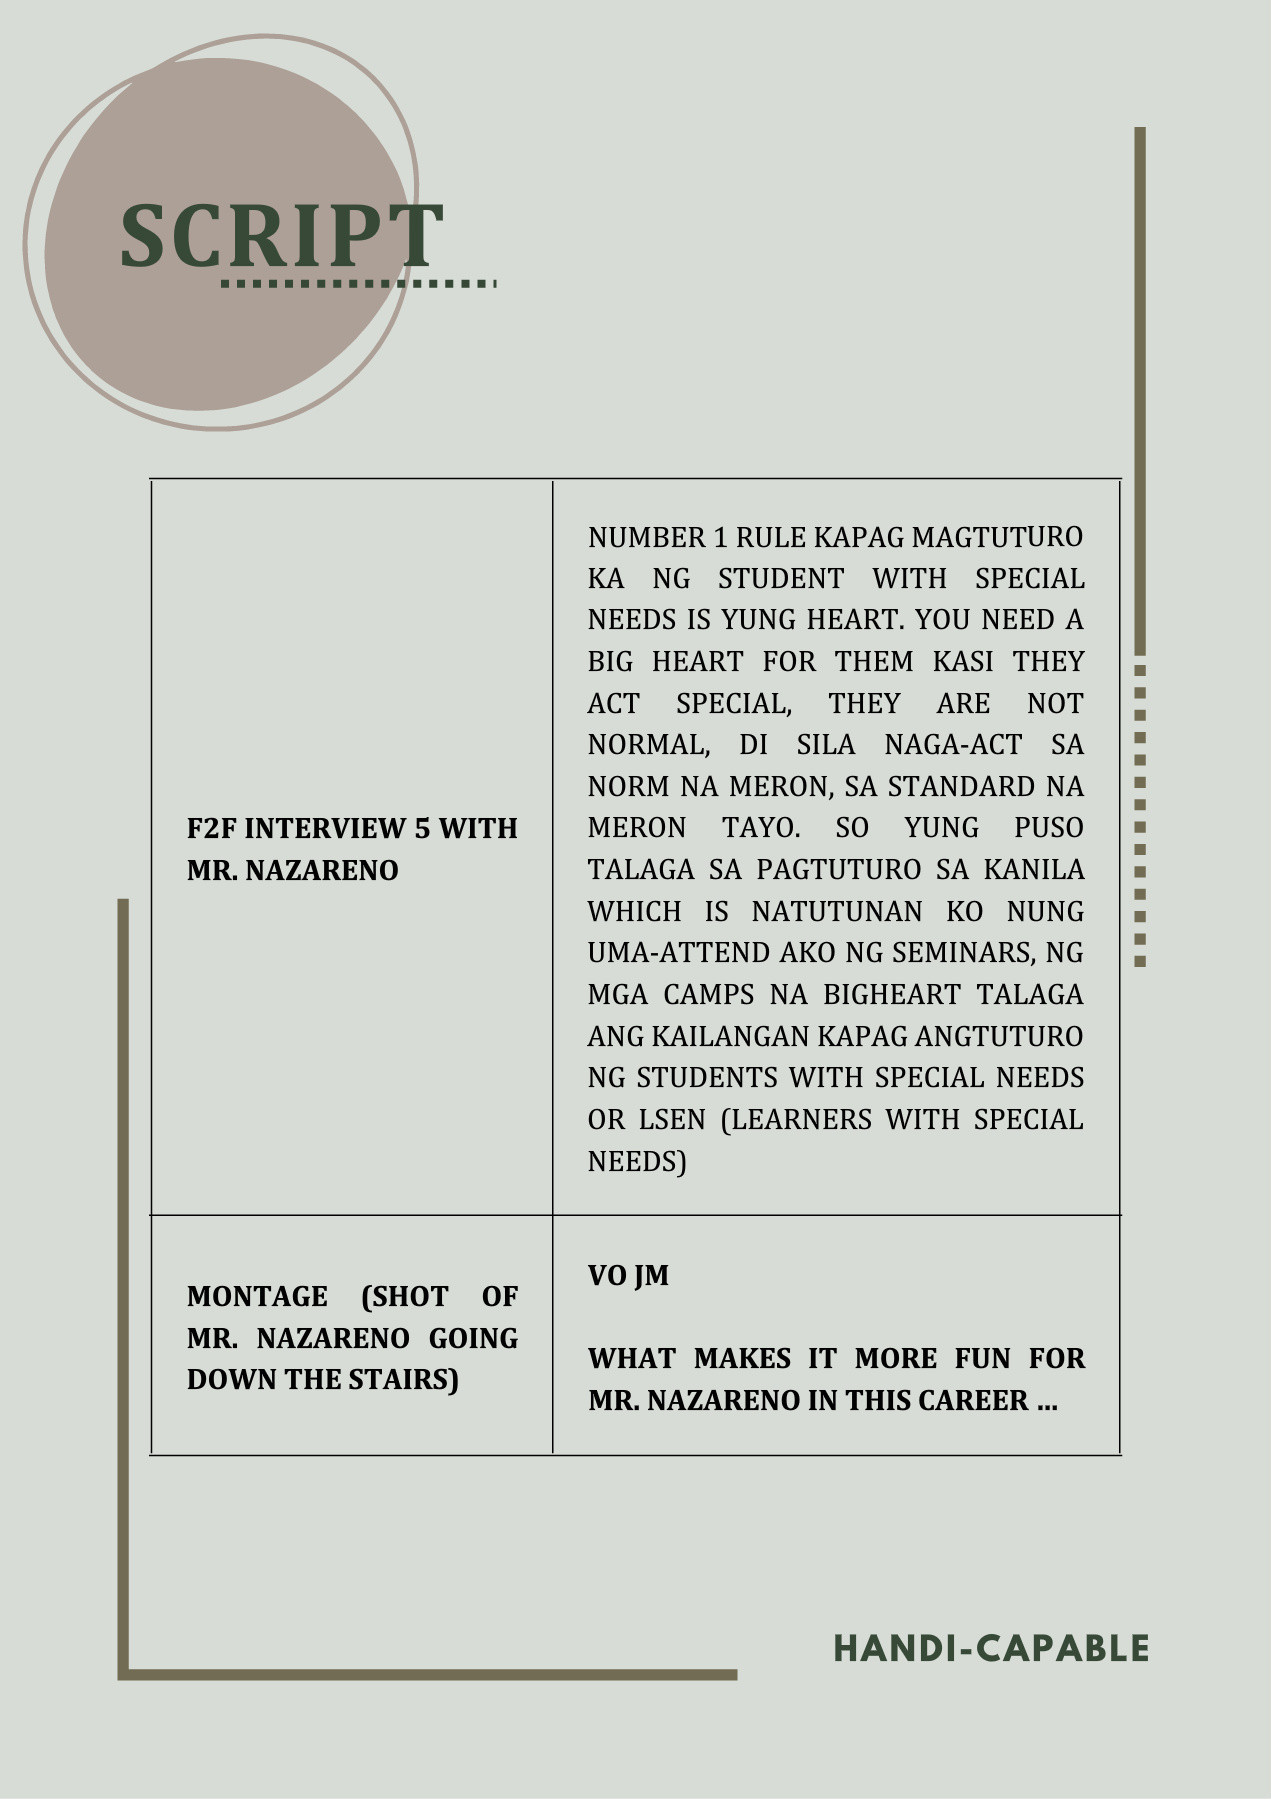 SCRIPT
F2F INTERVIEW 5 WITH
MR. NAZARENO
NUMBER 1 RULE KAPAG MAGTUTURO
KA NG STUDENT WITH SPECIAL
NEEDS IS YUNG HEART. YOU NEED A
BIG HEART FOR THEM KASI THEY
ACT SPECIAL, THEY ARE NOT
NORMAL, DI SILA NAGA-ACT SA
NORM NA MERON, SA STANDARD NA
MERON TAYO. SO YUNG PUSO
TALAGA SA PAGTUTURO SA KANILA
WHICH IS NATUTUNAN KO NUNG
UMA-ATTEND AKO NG SEMINARS, NG
MGA CAMPS NA BIGHEART TALAGA
ANG KAILANGAN KAPAG ANGTUTURO
NG STUDENTS WITH SPECIAL NEEDS
OR LSEN (LEARNERS WITH SPECIAL
NEEDS)
MONTAGE (SHOT OF
MR. NAZARENO GOING
DOWN THE STAIRS)
VO JM
WHAT MAKES IT MORE FUN FOR
MR. NAZARENO IN THIS CAREER ...
HANDI-CAPABLE